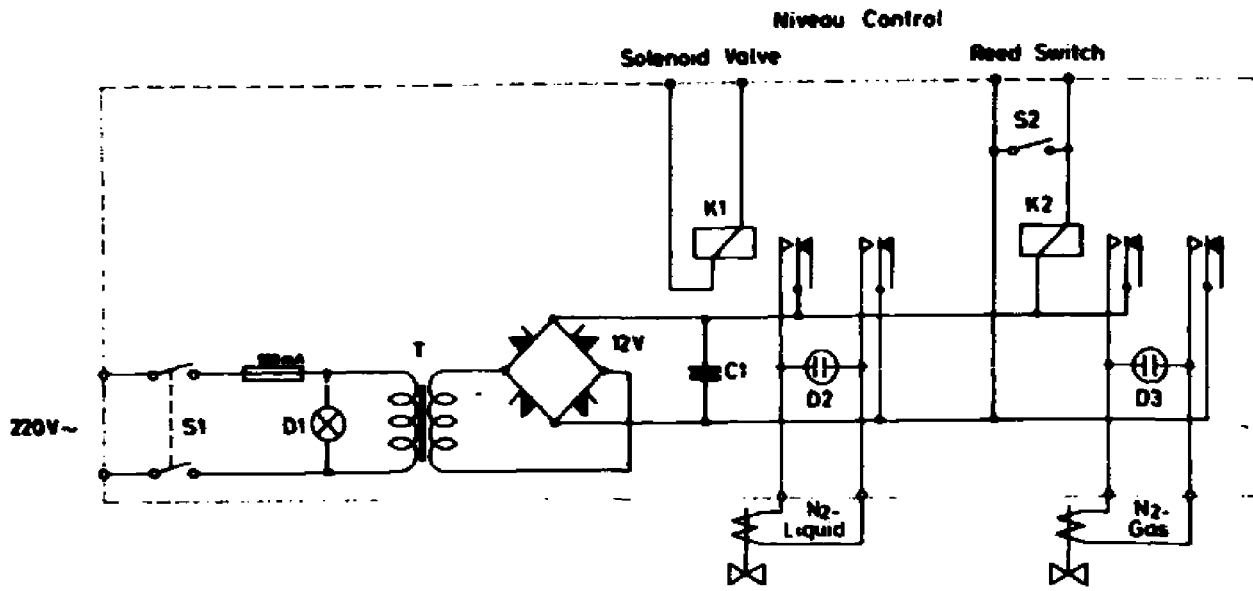 Niveau Control
Solenoid Valve
Reed Switch
S2
K1
K2
T
12V
C1
D2
D3
220V~
S1
D1
N2-
Liquid
N2-
Gas